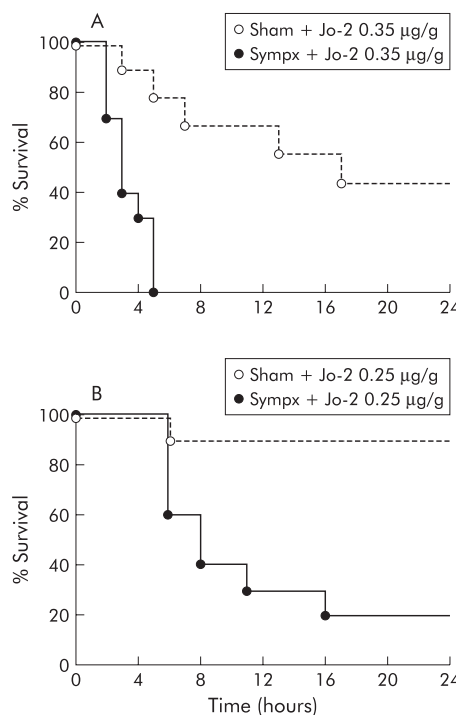 A
Sham + Jo-2 0.35 μg/g
Sympx + Jo-2 0.35 μg/g
100
80
60
40
20
0
% Survival
0 4 8 12 16 20 24
B
Sham + Jo-2 0.25 μg/g
Sympx + Jo-2 0.25 μg/g
100
80
60
40
20
0
% Survival
0 4 8 12 16 20 24
Time (hours)